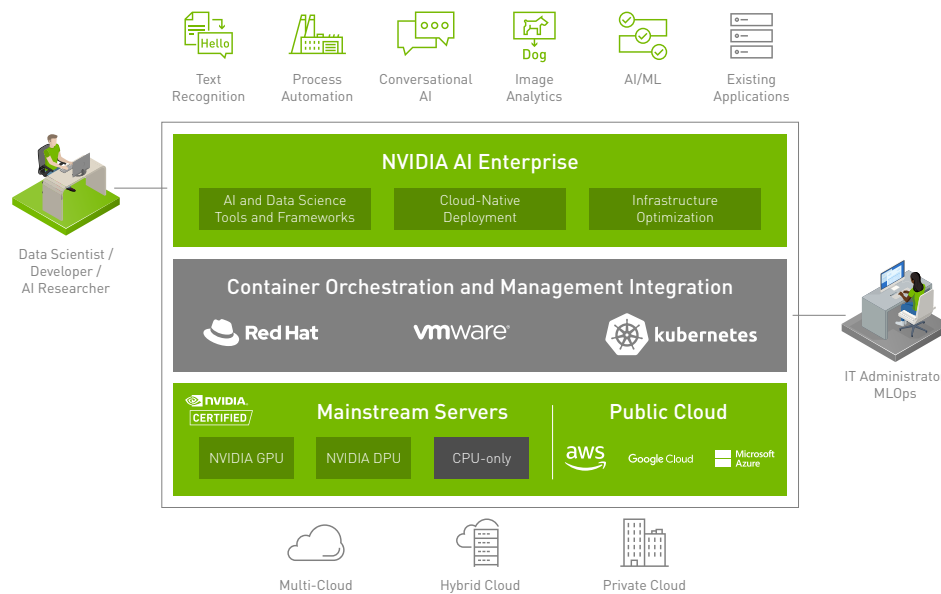 Hello
Dog
Text
Recognition
Process
Automation
Conversational
AI
Image
Analytics
AI/ML
Existing
Applications
NVIDIA AI Enterprise
AI and Data Science
Tools and Frameworks
Cloud-Native
Deployment
Infrastructure
Optimization
Data Scientist /
Developer /
AI Researcher
Container Orchestration and Management Integration
Red Hat
vmware®
kubernetes
IT Administrato
MLOps
NVIDIA.
CERTIFIED
Mainstream Servers
NVIDIA GPU
NVIDIA DPU
CPU-only
Public Cloud
aws
Google Cloud
Microsoft
Azure
Multi-Cloud
Hybrid Cloud
Private Cloud